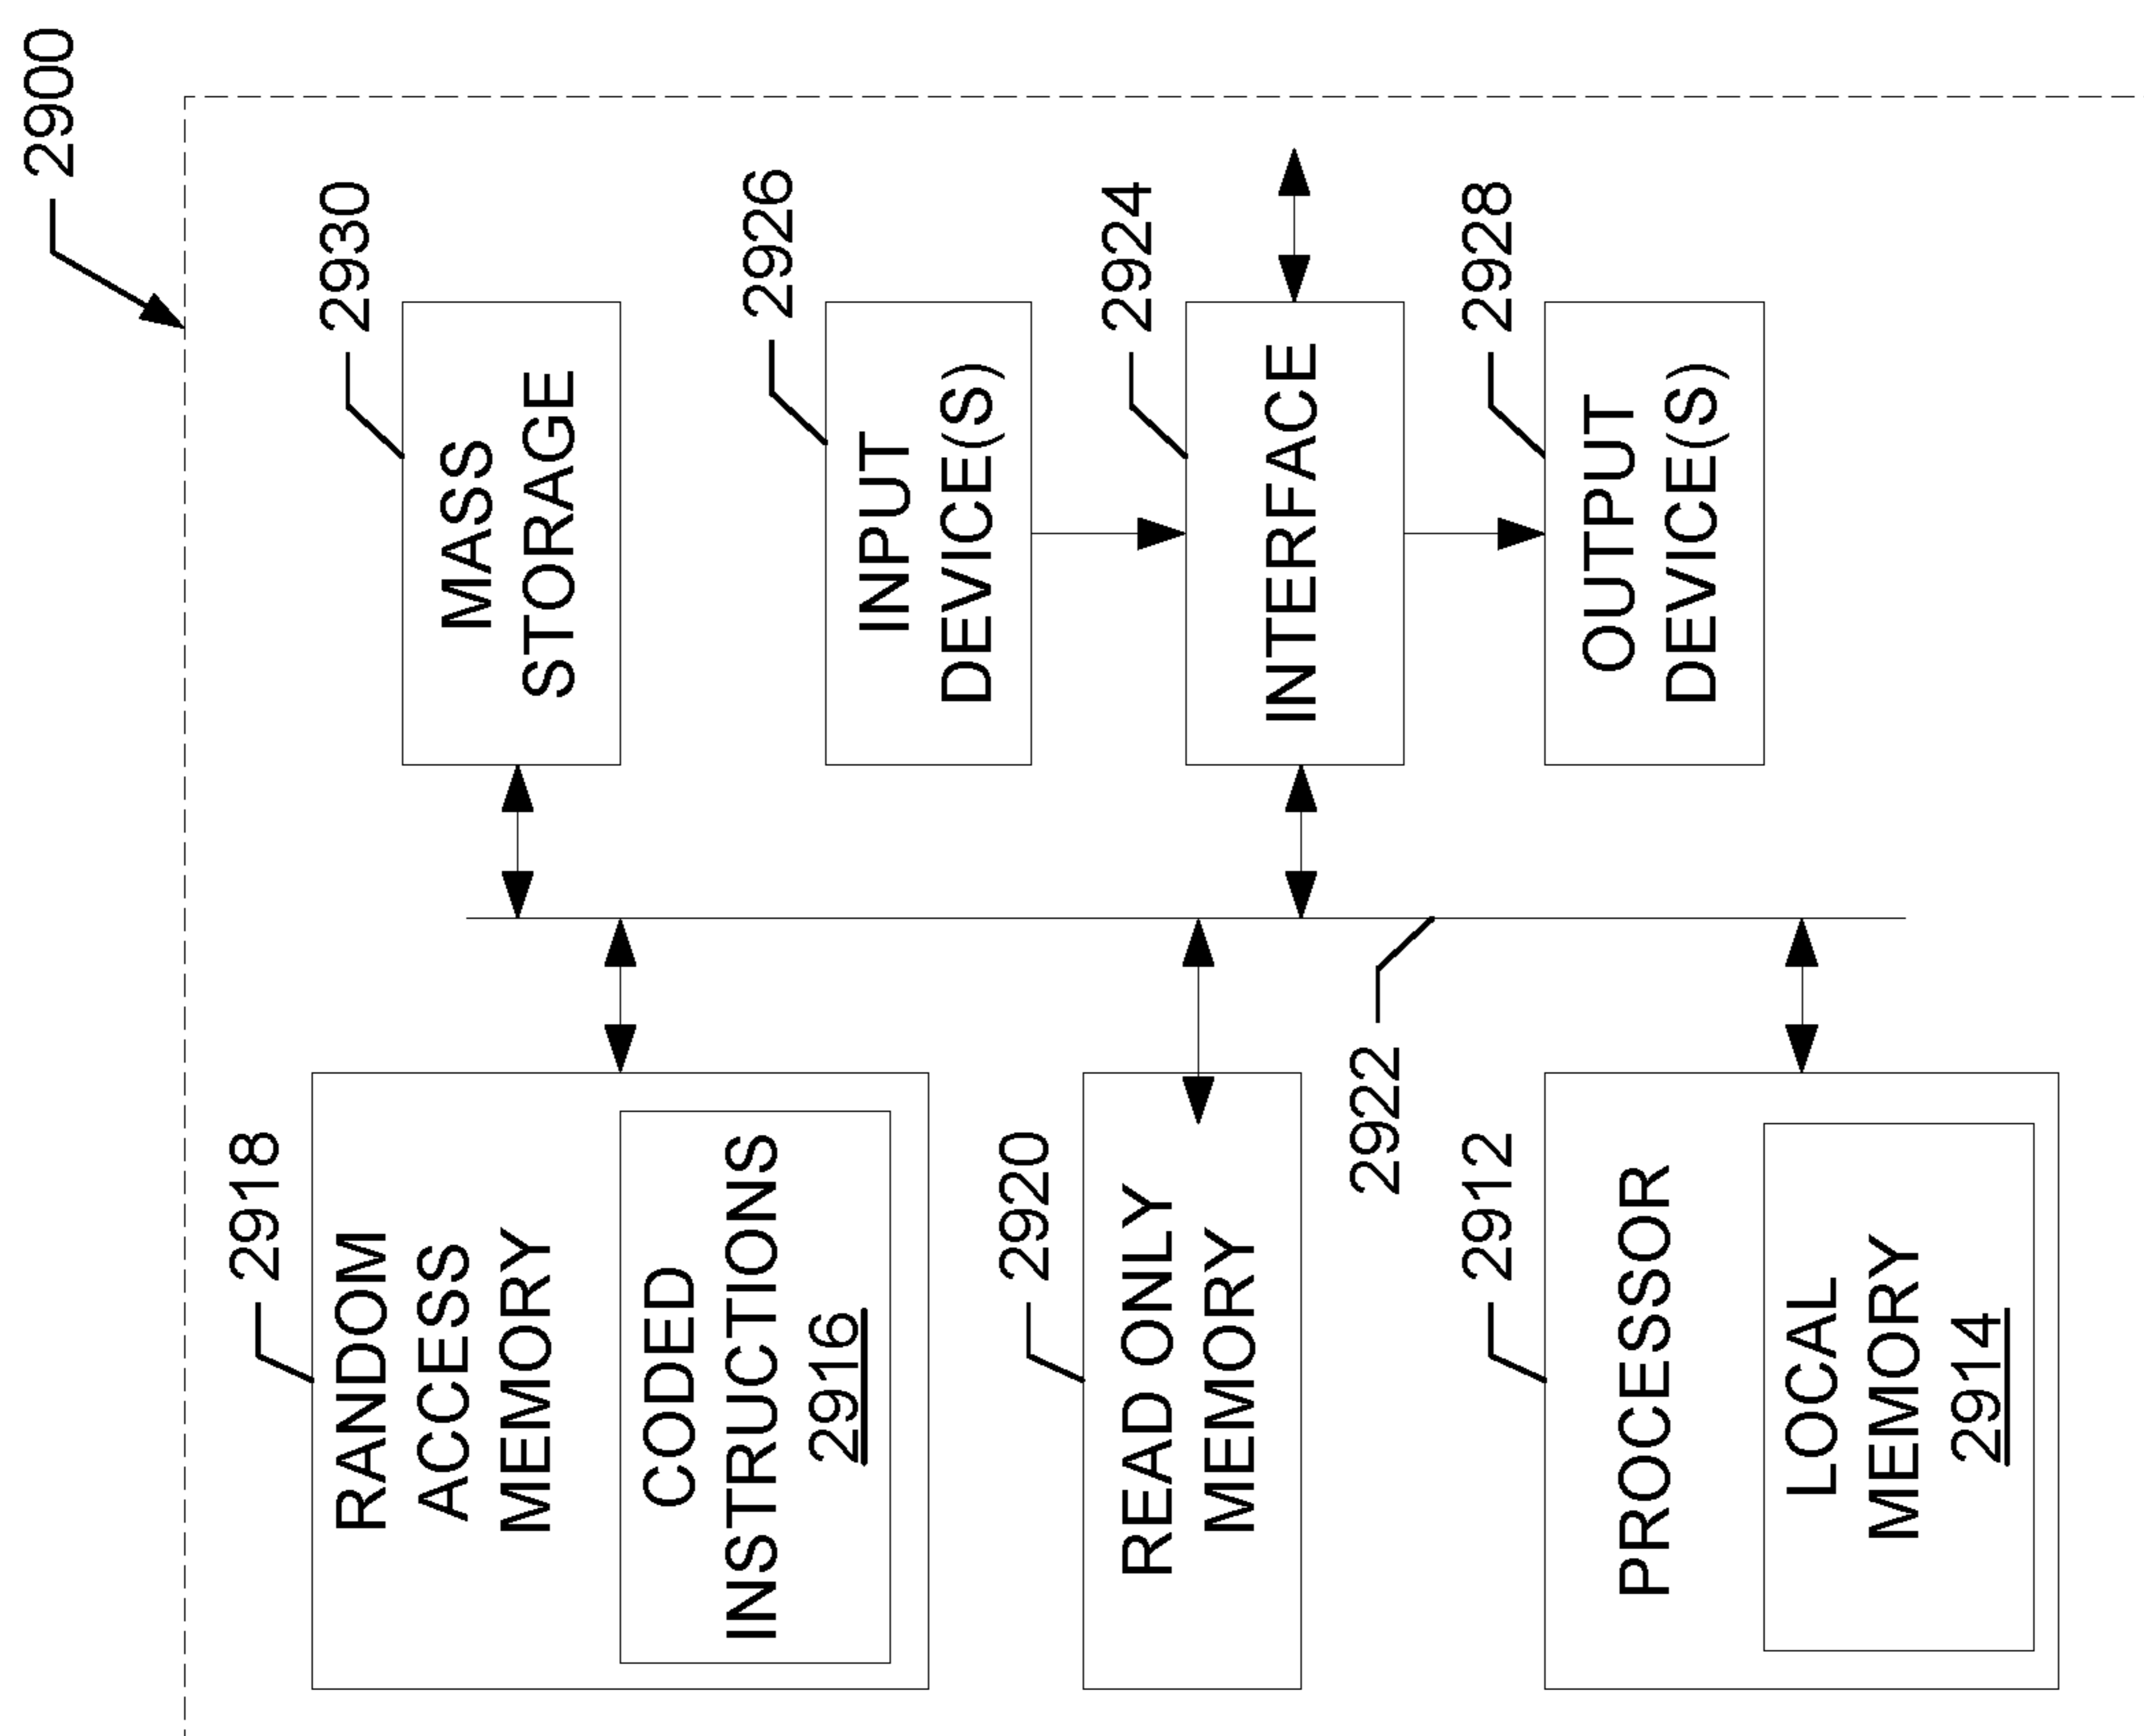 2900
2918
RANDOM
ACCESS
MEMORY
CODED
INSTRUCTIONS
2916
2930
MASS
STORAGE
2920
READ ONLY
MEMORY
2926
INPUT
DEVICE(S)
2922
2924
INTERFACE
2912
PROCESSOR
LOCAL
MEMORY
2914
2928
OUTPUT
DEVICE(S)